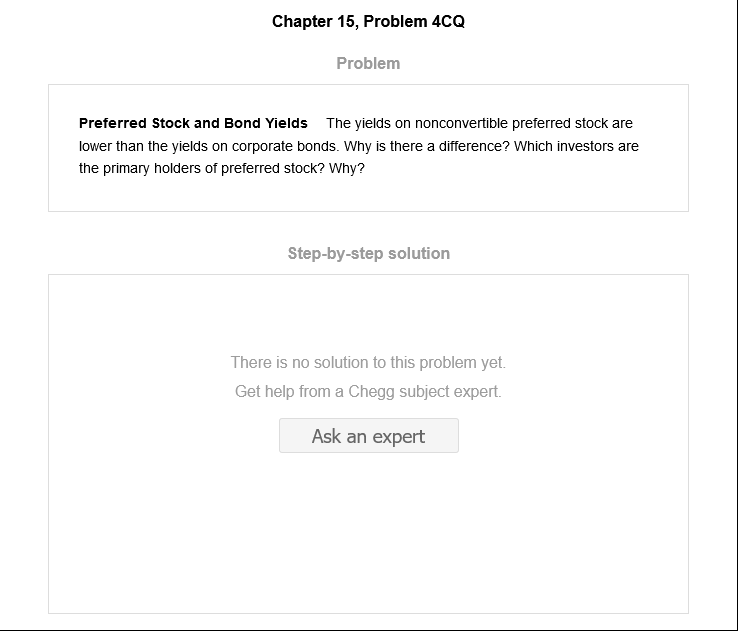 Chapter 15, Problem 4CQ
Problem
Preferred Stock and Bond Yields The yields on nonconvertible preferred stock are
lower than the yields on corporate bonds. Why is there a difference? Which investors are
the primary holders of preferred stock? Why?
Step-by-step solution
There is no solution to this problem yet.
Get help from a Chegg subject expert.
Ask an expert